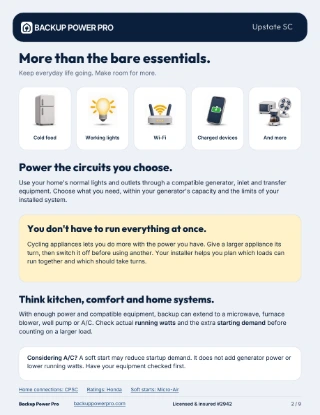 BACKUP POWER PRO
Upstate SC
More than the bare essentials.
Keep everyday life going. Make room for more.
Cold food
Working lights
Wi-Fi
Charged devices
And more
Power the circuits you choose.
Use your home's normal lights and outlets through a compatible generator, inlet and transfer
equipment. Choose what you need, within your generator's capacity and the limits of your
installed system.
You don't have to run everything at once.
Cycling appliances lets you do more with the power you have. Give a larger appliance its
turn, then switch it off before using another. Your installer helps you plan which loads can
run together and which should take turns.
Think kitchen, comfort and home systems.
With enough power and compatible equipment, backup can extend to a microwave, furnace
blower, well pump or A/C. Check actual running watts and the extra starting demand before
counting on a larger load.
Considering A/C? A soft start may reduce startup demand. It does not add generator power or
lower running watts. Have your equipment checked first.
Home connections: CPSC
Ratings: Honda
Soft starts: Micro-Air
Backup Power Pro
backuppowerpro.com
Licensed & insured #2942
2 / 9